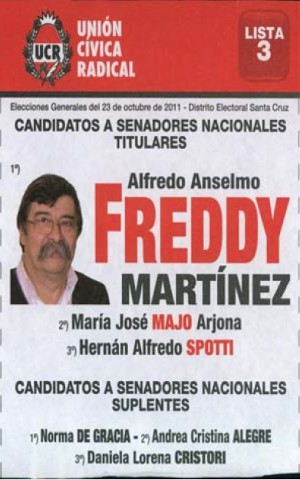 UCR
UNIÓN
CÍVICA
RADICAL
LISTA
3
Elecciones Generales del 23 de octubre de 2011 - Distrito Electoral Santa Cruz
CANDIDATOS A SENADORES NACIONALES
TITULARES
1º)
Alfredo Anselmo
FREDDY
MARTÍNEZ
2º) María José MAJO Arjona
3º) Hernán Alfredo SPOTTI
CANDIDATOS A SENADORES NACIONALES
SUPLENTES
1º) Norma DE GRACIA - 2º) Andrea Cristina ALEGRE
3º) Daniela Lorena CRISTORI